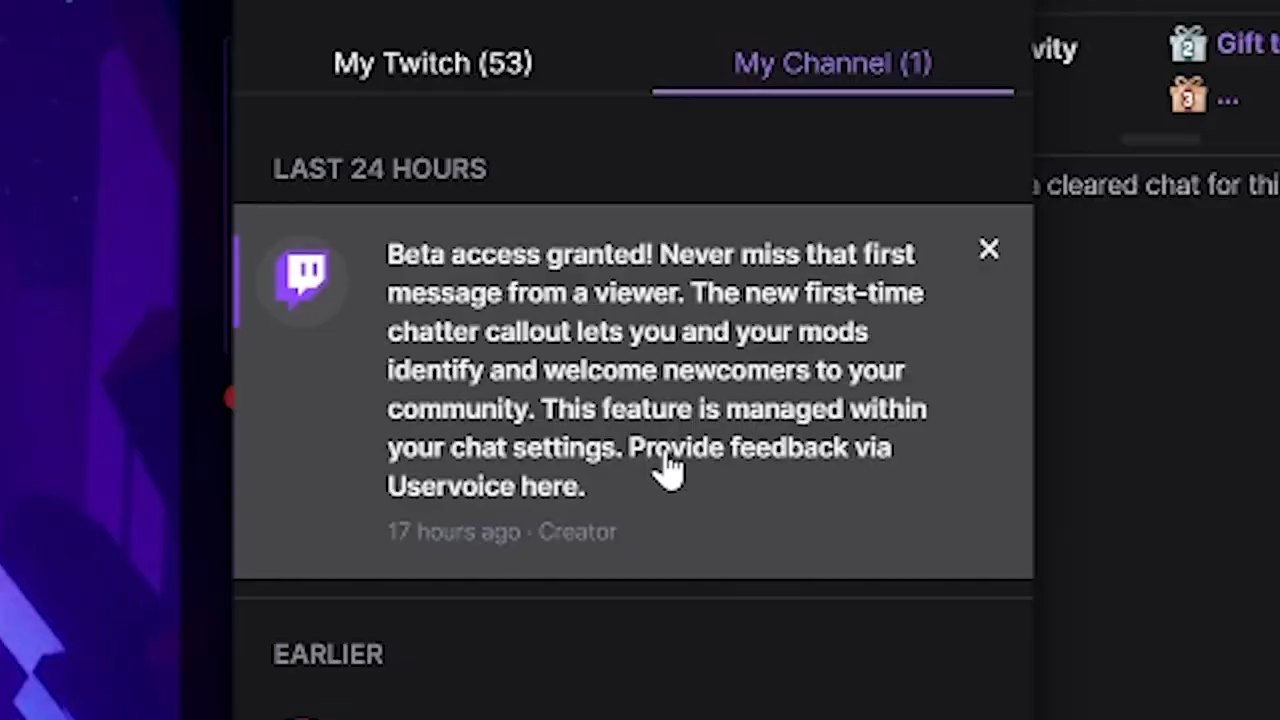 My Twitch (53)
My Channel (1)
vity
2
Gift t
3
...
LAST 24 HOURS
a cleared chat for thi
Beta access granted! Never miss that first
message from a viewer. The new first-time
chatter callout lets you and your mods
identify and welcome newcomers to your
community. This feature is managed within
your chat settings. Provide feedback via
Uservoice here.
17 hours ago · Creator
EARLIER